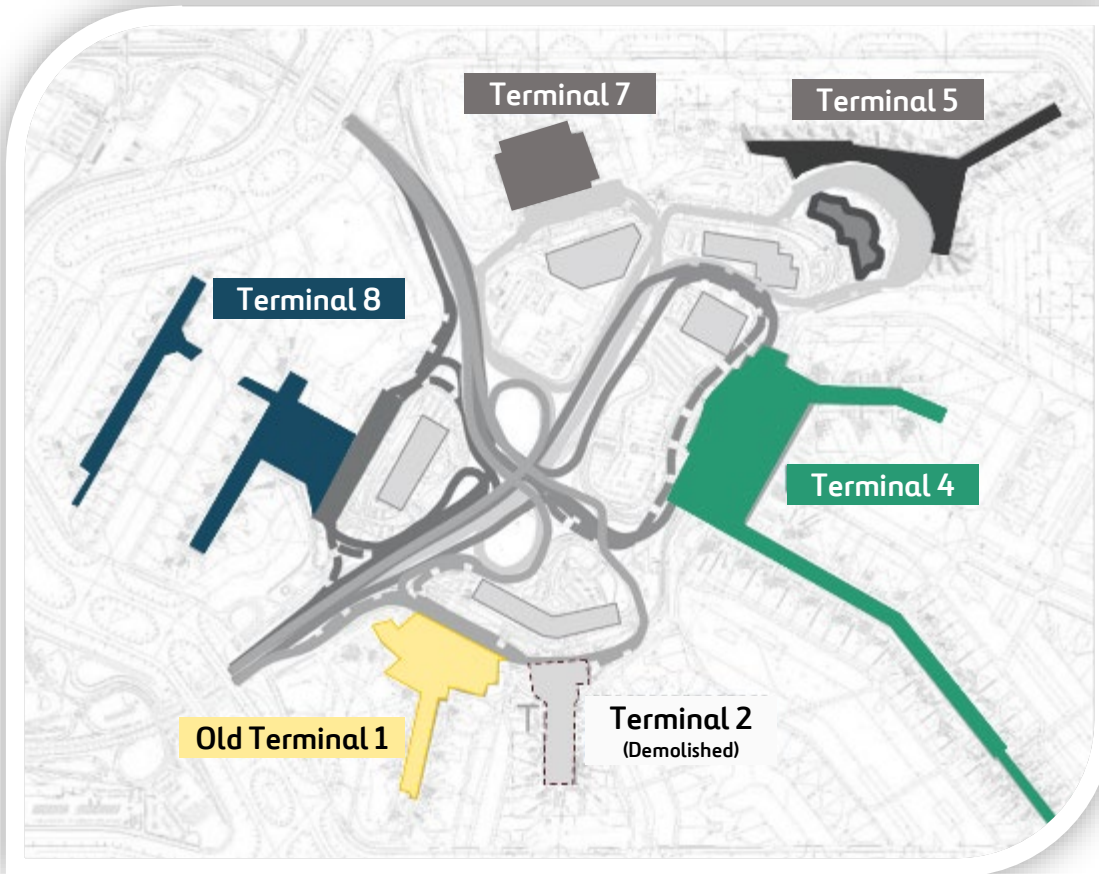 Terminal 7
Terminal 5
Terminal 8
Terminal 4
Old Terminal 1
T
Terminal 2
(Demolished)